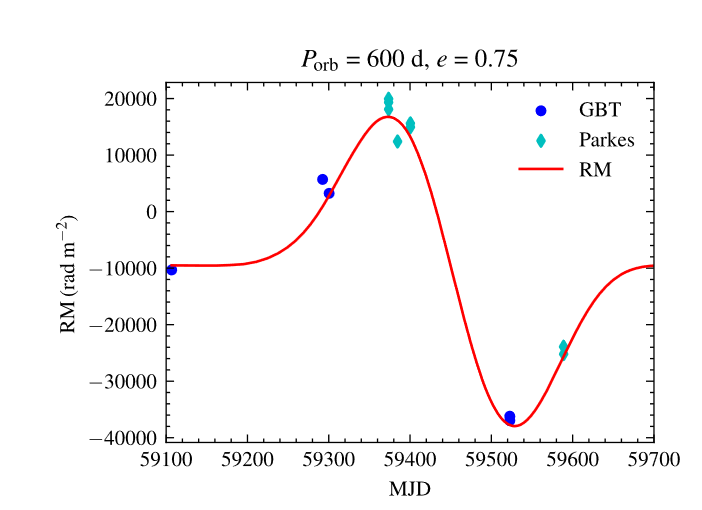 P_orb = 600 d, e = 0.75
GBT
Parkes
RM
20000
10000
0
−10000
−20000
−30000
−40000
RM (rad m⁻²)
59100 59200 59300 59400 59500 59600 59700
MJD